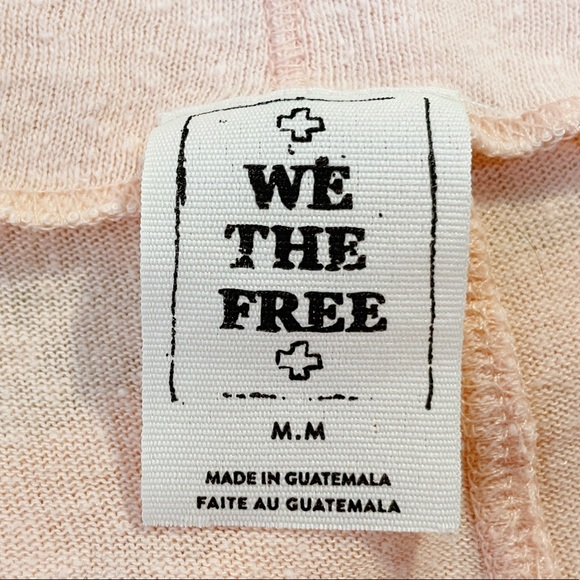 WE
THE
FREE
M.M
MADE IN GUATEMALA
FAITE AU GUATEMALA